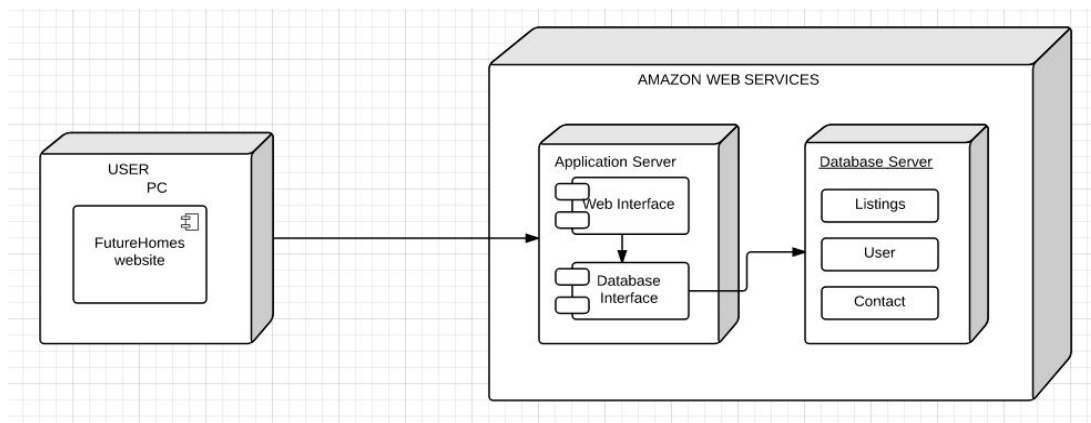 AMAZON WEB SERVICES
USER
PC
FutureHomes
website
Application Server
Web Interface
Database
Interface
Database Server
Listings
User
Contact